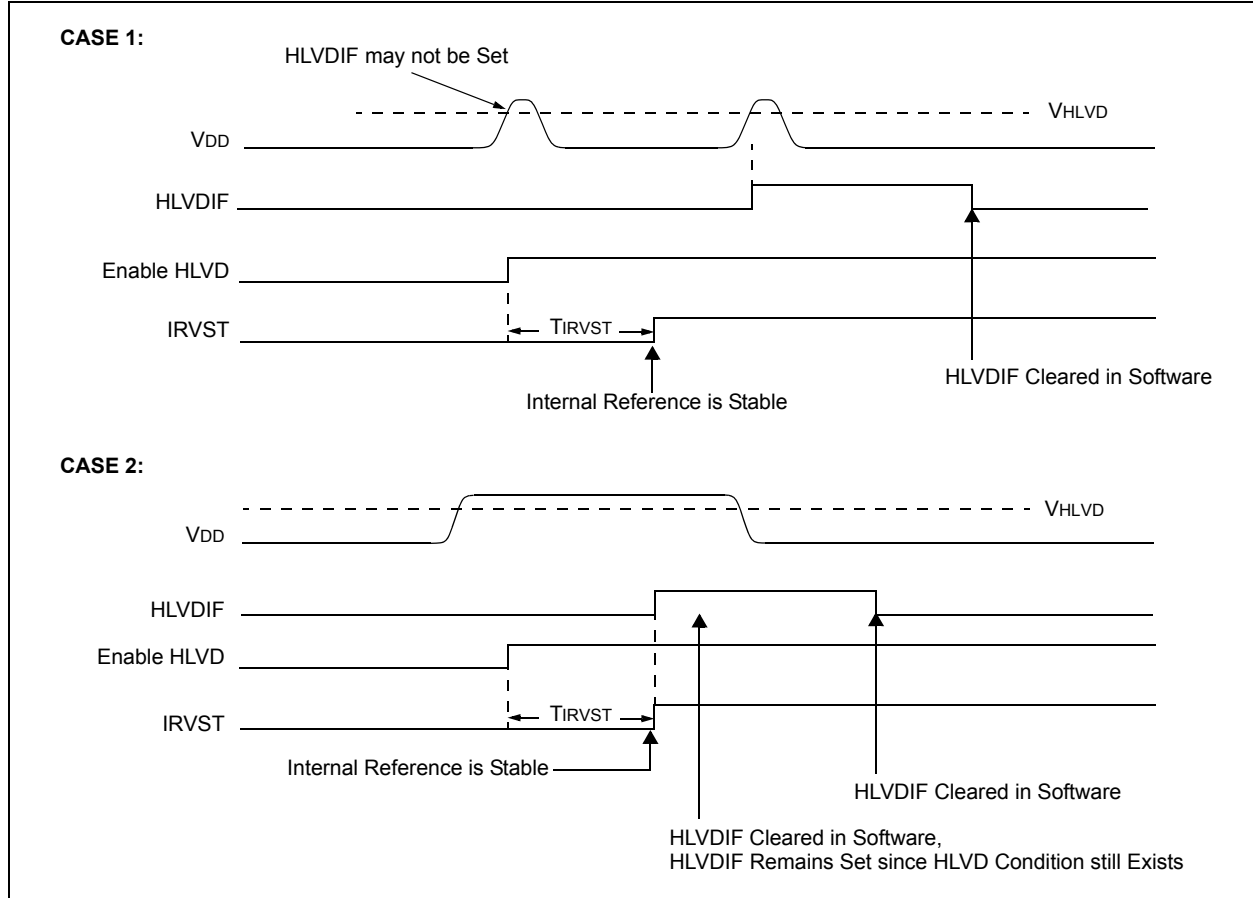 CASE 1:
HLVDIF may not be Set
VHLVD
VDD
HLVDIF
Enable HLVD
IRVST
TIRVST
HLVDIF Cleared in Software
Internal Reference is Stable
CASE 2:
VHLVD
VDD
HLVDIF
Enable HLVD
IRVST
TIRVST
Internal Reference is Stable
HLVDIF Cleared in Software
HLVDIF Cleared in Software,
HLVDIF Remains Set since HLVD Condition still Exists